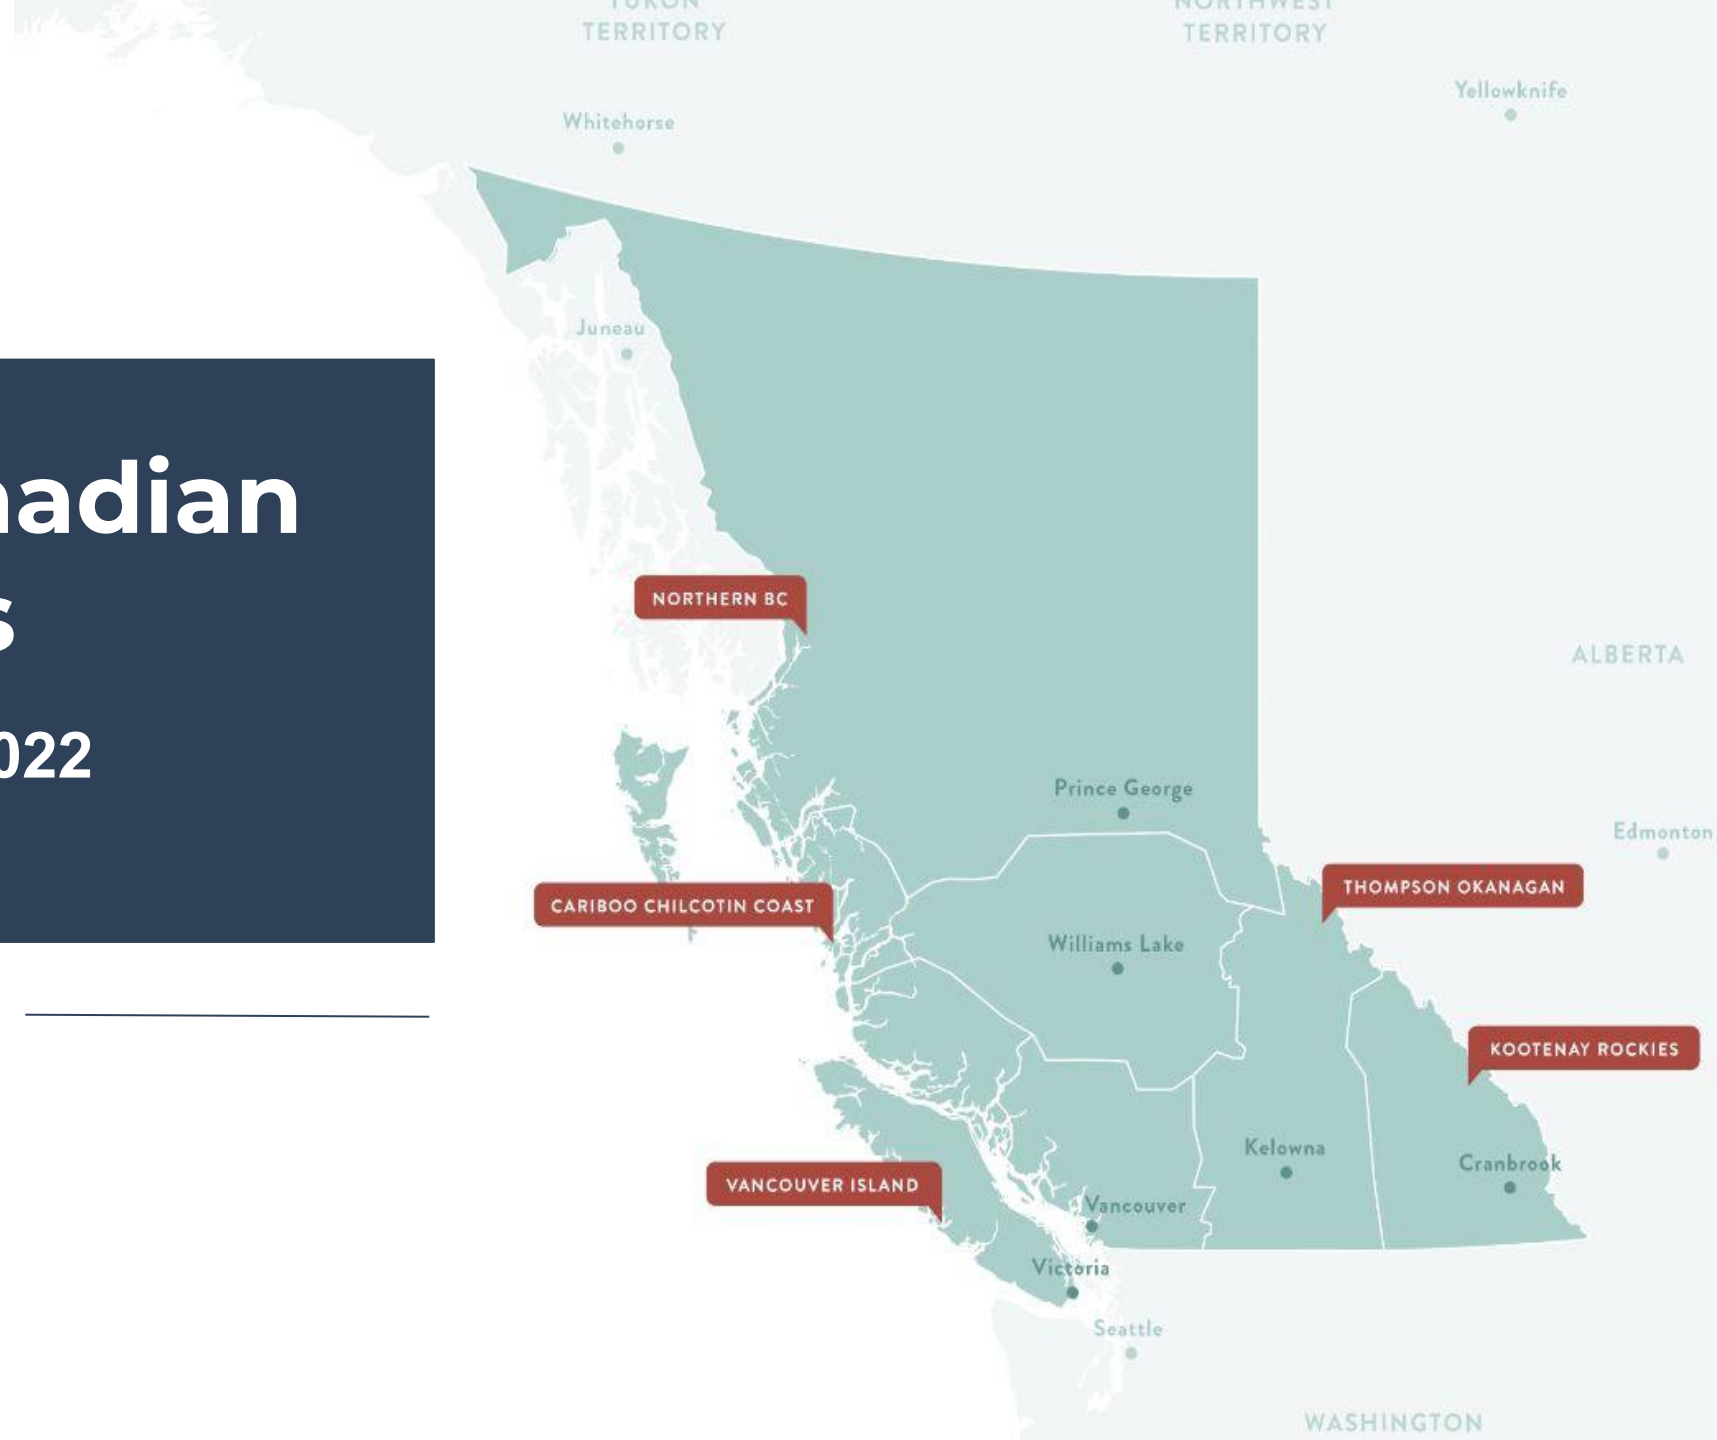 TERRITORY
TERRITORY
Yellowknife
Whitehorse
Juneau
nadian
s
022
NORTHERN BC
ALBERTA
Prince George
Edmonton
THOMPSON OKANAGAN
CARIBOO CHILCOTIN COAST
Williams Lake
KOOTENAY ROCKIES
Kelowna
Cranbrook
VANCOUVER ISLAND
Vancouver
Victoria
Seattle
WASHINGTON